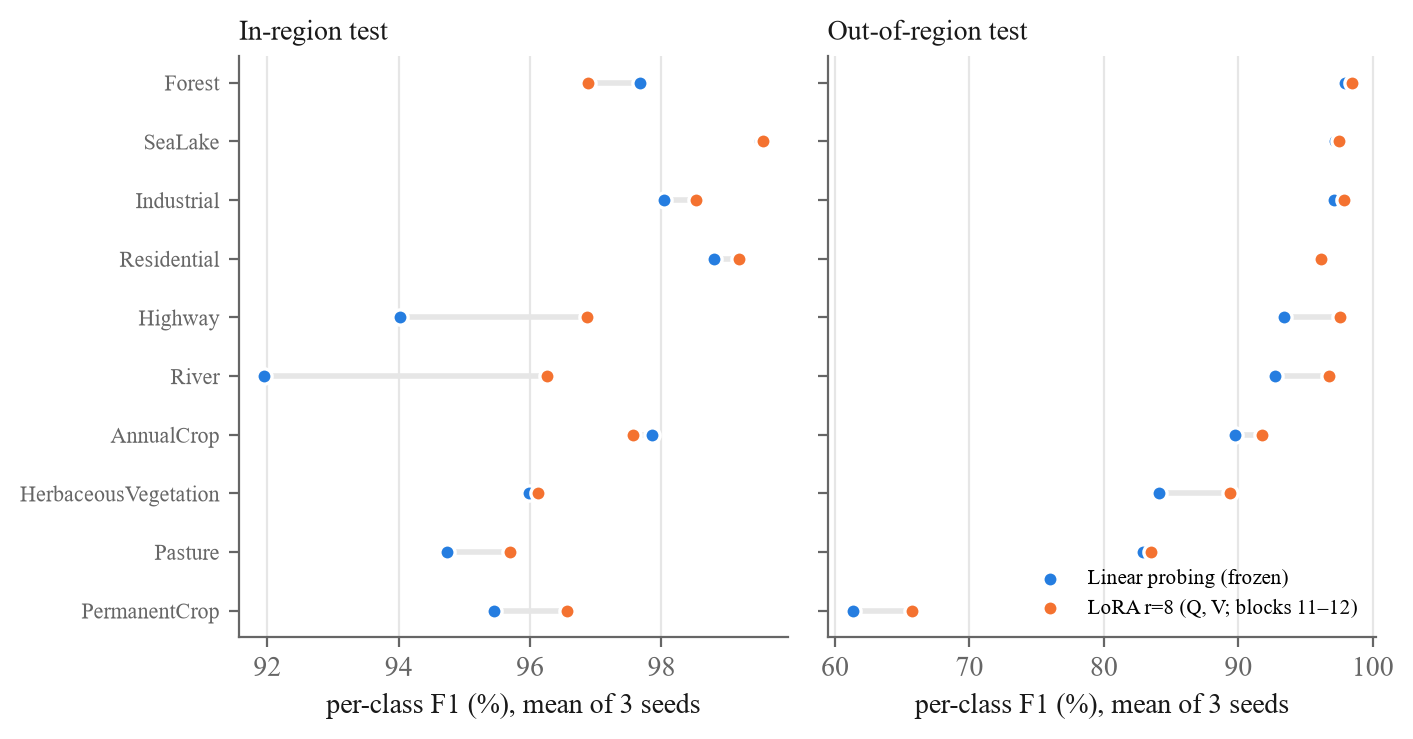 In-region test
Out-of-region test
Forest
SeaLake
Industrial
Residential
Highway
River
AnnualCrop
HerbaceousVegetation
Pasture
PermanentCrop
Linear probing (frozen)
LoRA r=8 (Q, V; blocks 11–12)
92 94 96 98
60 70 80 90 100
per-class F1 (%), mean of 3 seeds
per-class F1 (%), mean of 3 seeds